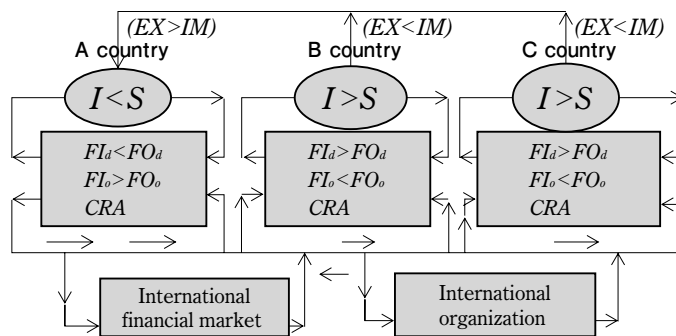 (EX>IM)
(EX<IM)
(EX<IM)
A country
B country
C country
I<S
I>S
I>S
FId<FOd
FIo>FOo
CRA
FId>FOd
FIo<FOo
CRA
FId>FOd
FIo<FOo
CRA
International
financial market
International
organization